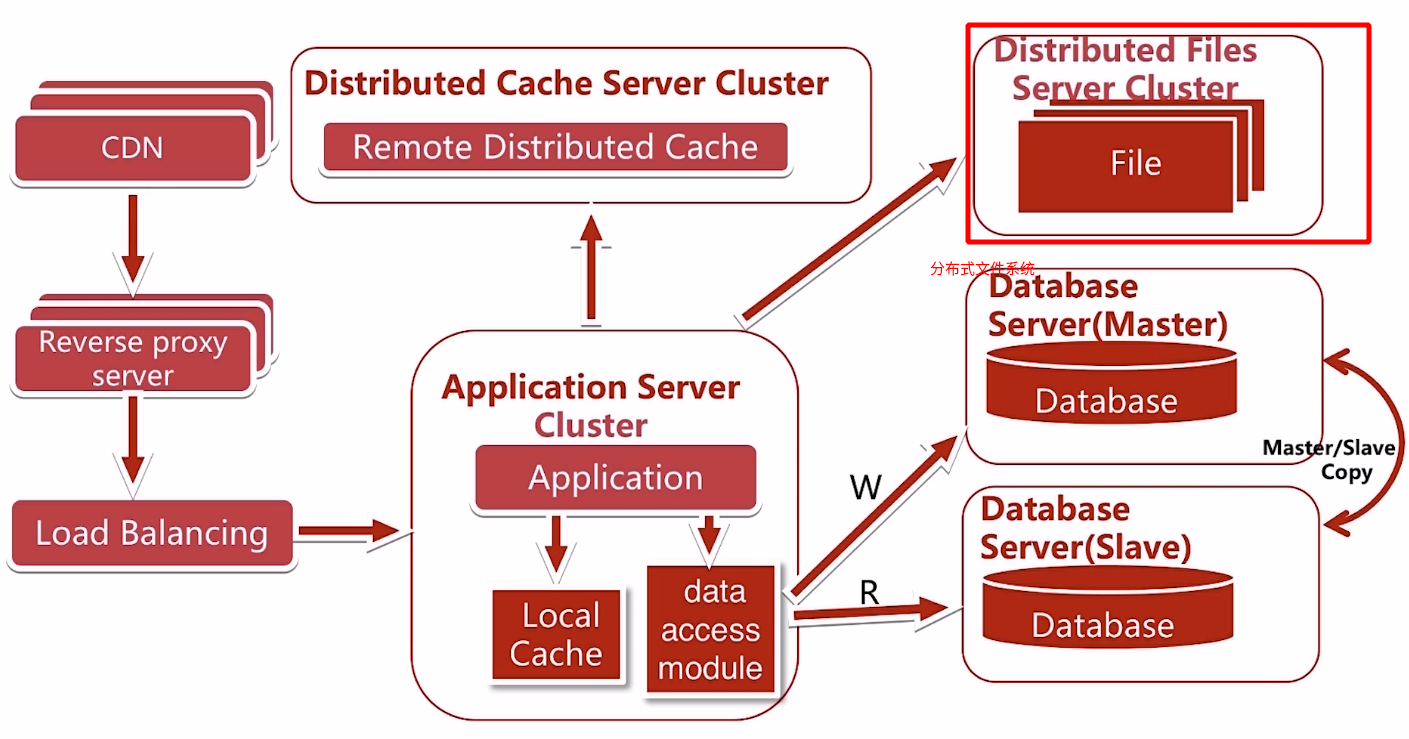 CDN
Reverse proxy
server
Load Balancing
Distributed Cache Server Cluster
Remote Distributed Cache
Application Server
Cluster
Application
Local
Cache
data
access
module
W
R
Distributed Files
Server Cluster
File
分布式文件系统
Database
Server(Master)
Database
Master/Slave
Copy
Database
Server(Slave)
Database